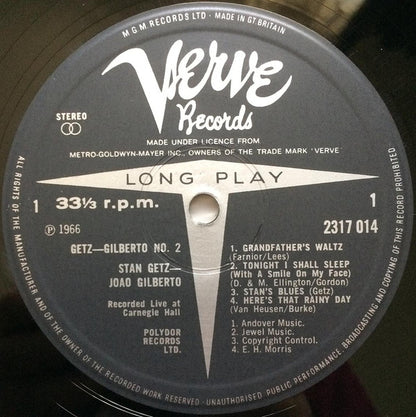 M G M RECORDS LTD · MADE IN GT. BRITAIN
Verve
Records
STEREO
MADE UNDER LICENCE FROM
METRO-GOLDWYN-MAYER INC., OWNERS OF THE TRADE MARK 'VERVE'
LONG PLAY
1 33⅓ r.p.m. 1
℗ 1966
2317 014
GETZ—GILBERTO NO. 2
STAN GETZ—
JOAO GILBERTO
Recorded Live at
Carnegie Hall
POLYDOR
RECORDS
LTD.
1. GRANDFATHER'S WALTZ
(Farnior/Lees)
2. TONIGHT I SHALL SLEEP
(With A Smile On My Face)
(D. & M. Ellington/Gordon)
3. STAN'S BLUES (Getz)
4. HERE'S THAT RAINY DAY
(Van Heusen/Burke)
1. Andover Music.
2. Jewel Music.
3. Copyright Control.
4. E. H. Morris
ALL RIGHTS OF THE MANUFACTURER AND OF THE OWNER OF THE RECORDED WORK RESERVED · UNAUTHORISED PUBLIC PERFORMANCE, BROADCASTING AND COPYING OF THIS RECORD PROHIBITED